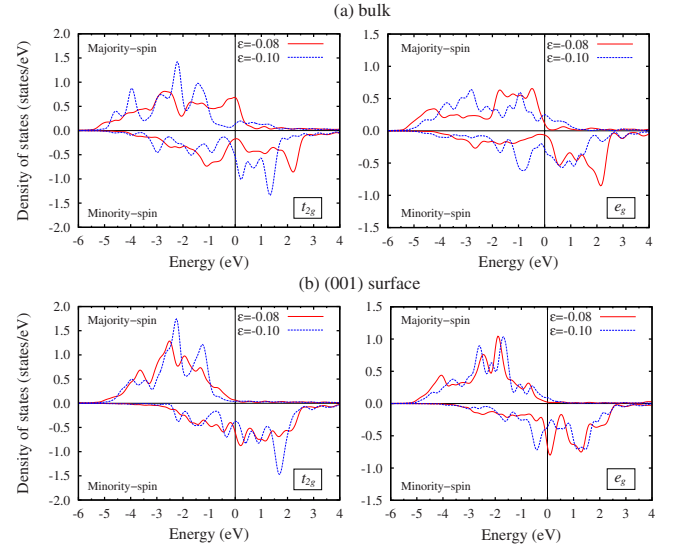 (a) bulk
Density of states (states/eV)
2.0
1.5
1.0
0.5
0.0
-0.5
-1.0
-1.5
-2.0
Majority-spin
ε=-0.08
ε=-0.10
Minority-spin
t2g
-6 -5 -4 -3 -2 -1 0 1 2 3 4
Energy (eV)
1.5
1.0
0.5
0.0
-0.5
-1.0
-1.5
Majority-spin
ε=-0.08
ε=-0.10
Minority-spin
eg
-6 -5 -4 -3 -2 -1 0 1 2 3 4
Energy (eV)
(b) (001) surface
Density of states (states/eV)
2.0
1.5
1.0
0.5
0.0
-0.5
-1.0
-1.5
-2.0
Majority-spin
ε=-0.08
ε=-0.10
Minority-spin
t2g
-6 -5 -4 -3 -2 -1 0 1 2 3 4
Energy (eV)
1.5
1.0
0.5
0.0
-0.5
-1.0
-1.5
Majority-spin
ε=-0.08
ε=-0.10
Minority-spin
eg
-6 -5 -4 -3 -2 -1 0 1 2 3 4
Energy (eV)